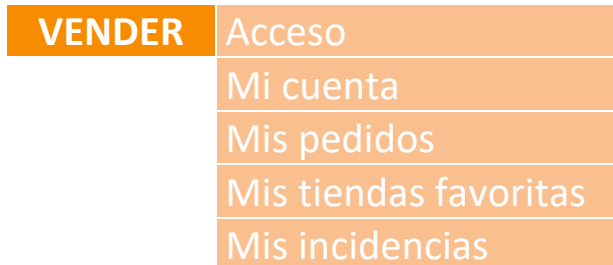 VENDER Acceso
Mi cuenta
Mis pedidos
Mis tiendas favoritas
Mis incidencias